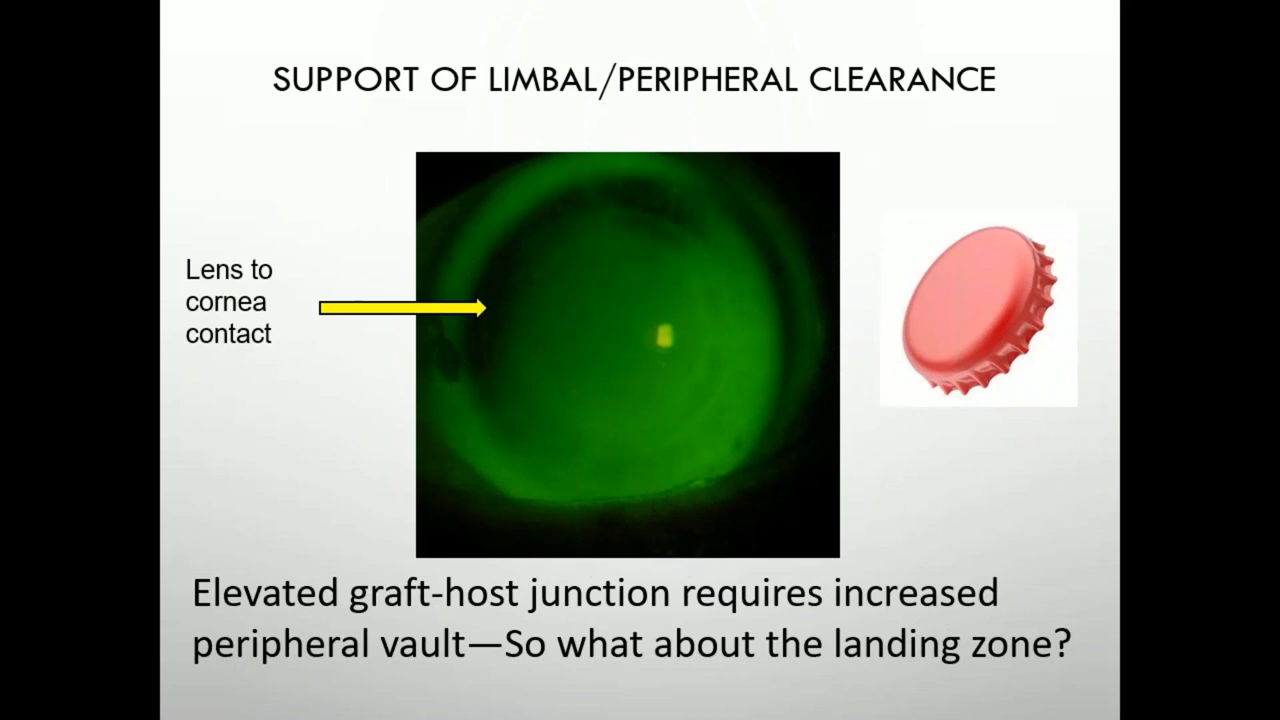 SUPPORT OF LIMBAL/PERIPHERAL CLEARANCE
Lens to
cornea
contact
Elevated graft-host junction requires increased
peripheral vault—So what about the landing zone?